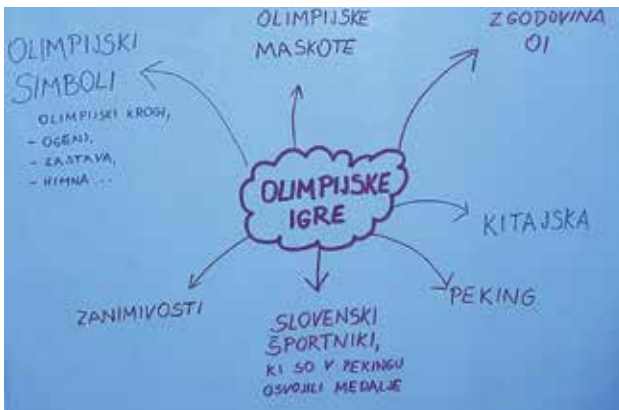 OLIMPIJSKI
SIMBOLI
OLIMPIJSKI KROGI,
- OGENJ,
- ZASTAVA,
- HIMNA ...
OLIMPIJSKE
MASKOTE
ZGODOVINA
OI
OLIMPIJSKE
IGRE
KITAJSKA
PEKING
SLOVENSKI
ŠPORTNIKI,
KI SO V PEKINGU
OSVOJILI MEDALJE
ZANIMIVOSTI